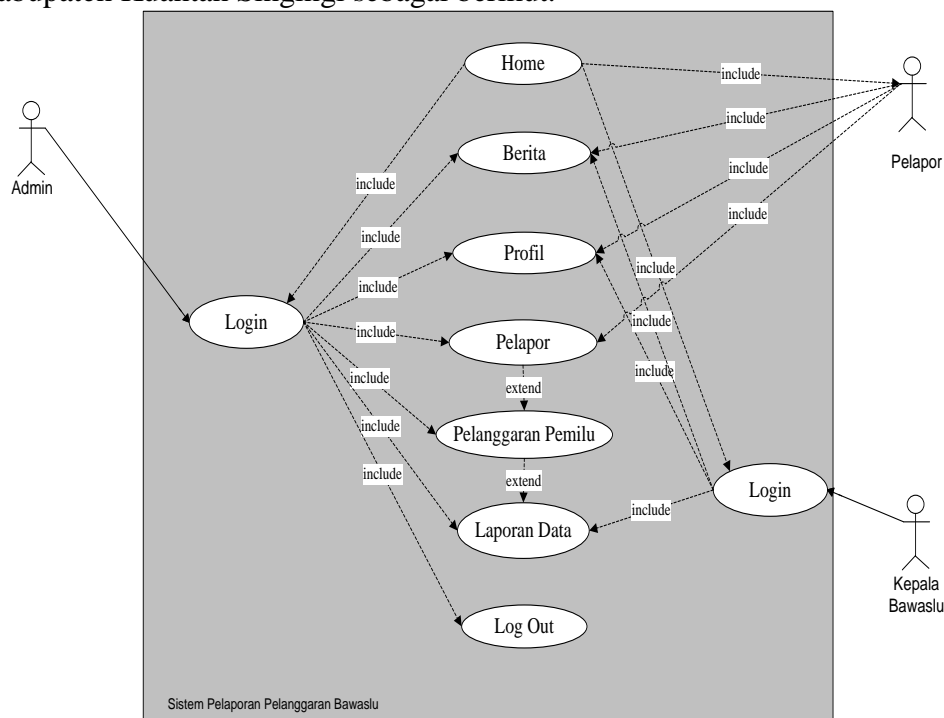 abupaten Kuantan Singingi sebagai berikut.
Home
include
Pelapor
Admin
Berita
include
include
include
include
include
Profil
include
include
Login
include
Pelapor
include
extend
include
include
Pelanggaran Pemilu
include
extend
include
Login
include
Laporan Data
Kepala
Bawaslu
Log Out
Sistem Pelaporan Pelanggaran Bawaslu